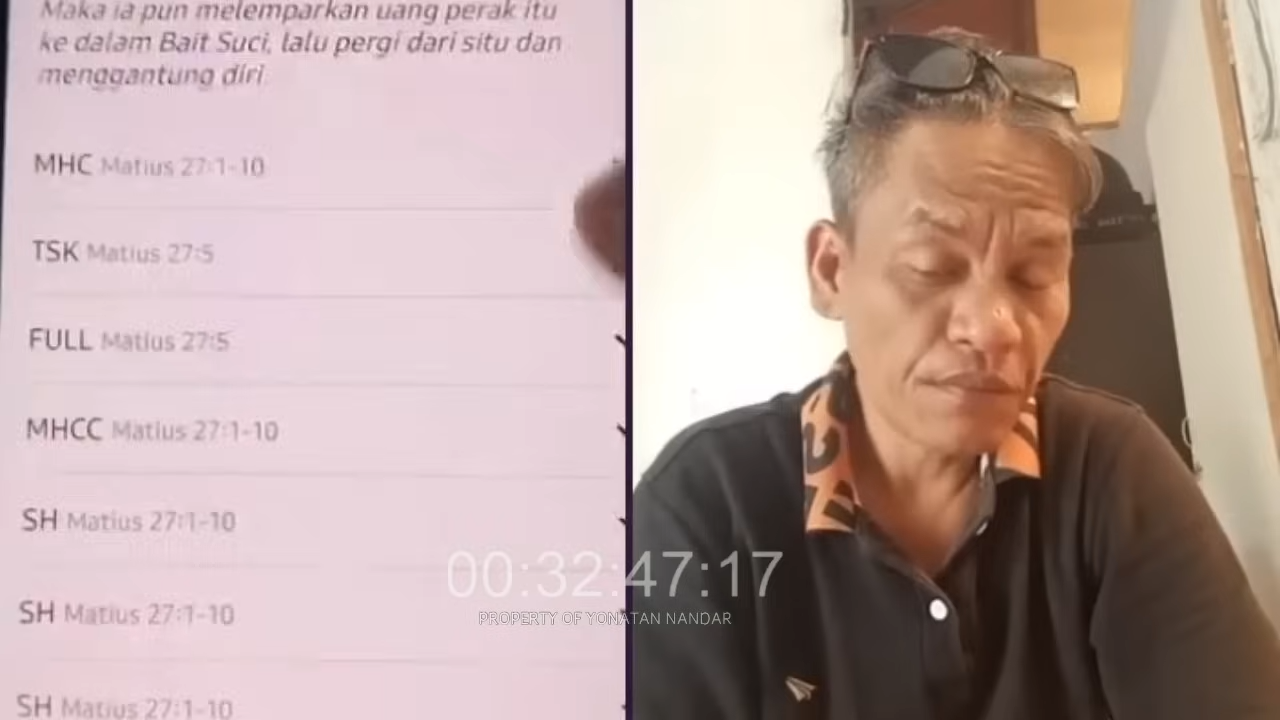 Maka ia pun melemparkan uang perak itu
ke dalam Bait Suci, lalu pergi dari situ dan
menggantung diri.
MHC Matius 27:1-10
TSK Matius 27:5
FULL Matius 27:5
MHCC Matius 27:1-10
SH Matius 27:1-10
SH Matius 27:1-10
SH Matius 27:1-10
00:32:47:17
PROPERTY OF YONATAN NANDAR